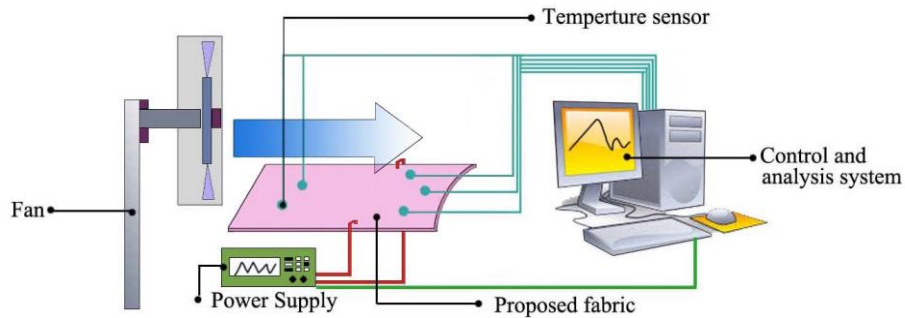 Temperture sensor
Control and
analysis system
Fan
Power Supply
Proposed fabric